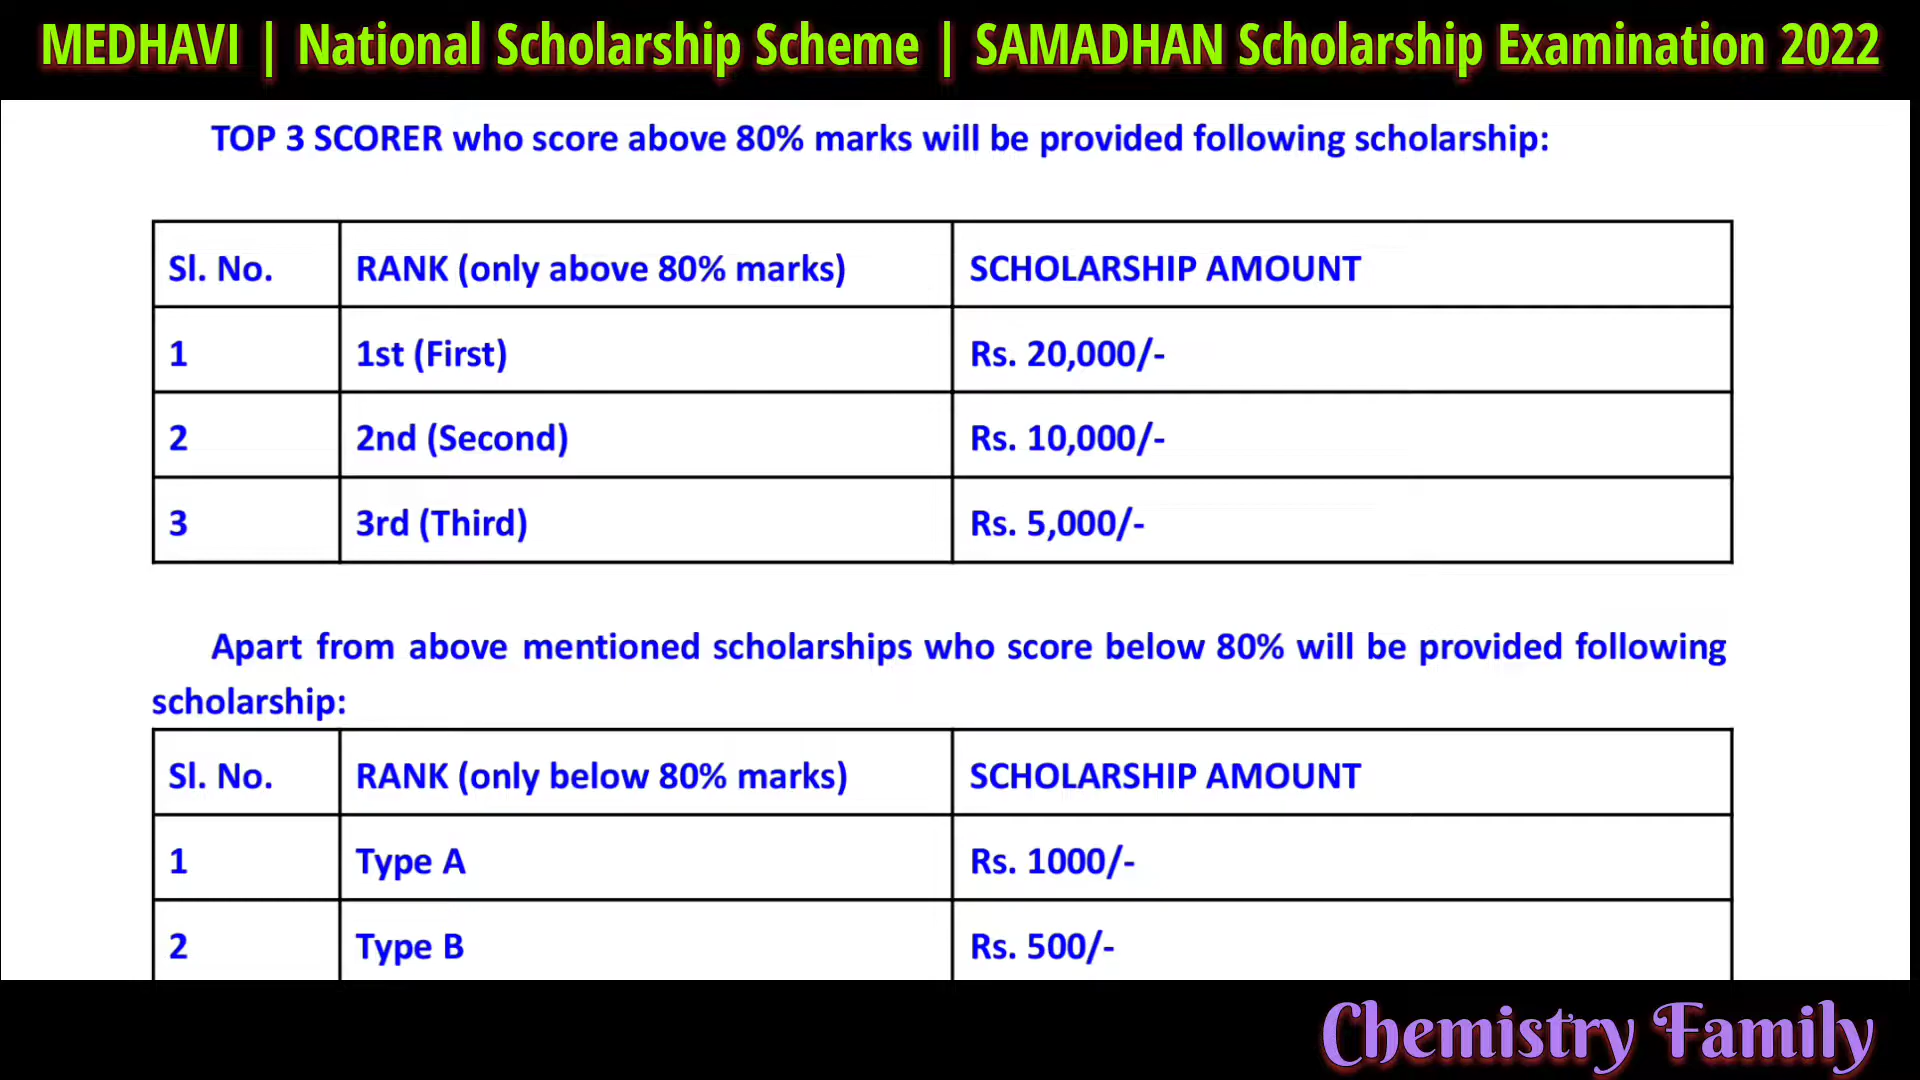 MEDHAVI | National Scholarship Scheme | SAMADHAN Scholarship Examination 2022
TOP 3 SCORER who score above 80% marks will be provided following scholarship:
Sl. No. RANK (only above 80% marks) SCHOLARSHIP AMOUNT
1 1st (First) Rs. 20,000/-
2 2nd (Second) Rs. 10,000/-
3 3rd (Third) Rs. 5,000/-
Apart from above mentioned scholarships who score below 80% will be provided following
scholarship:
Sl. No. RANK (only below 80% marks) SCHOLARSHIP AMOUNT
1 Type A Rs. 1000/-
2 Type B Rs. 500/-
Chemistry Family